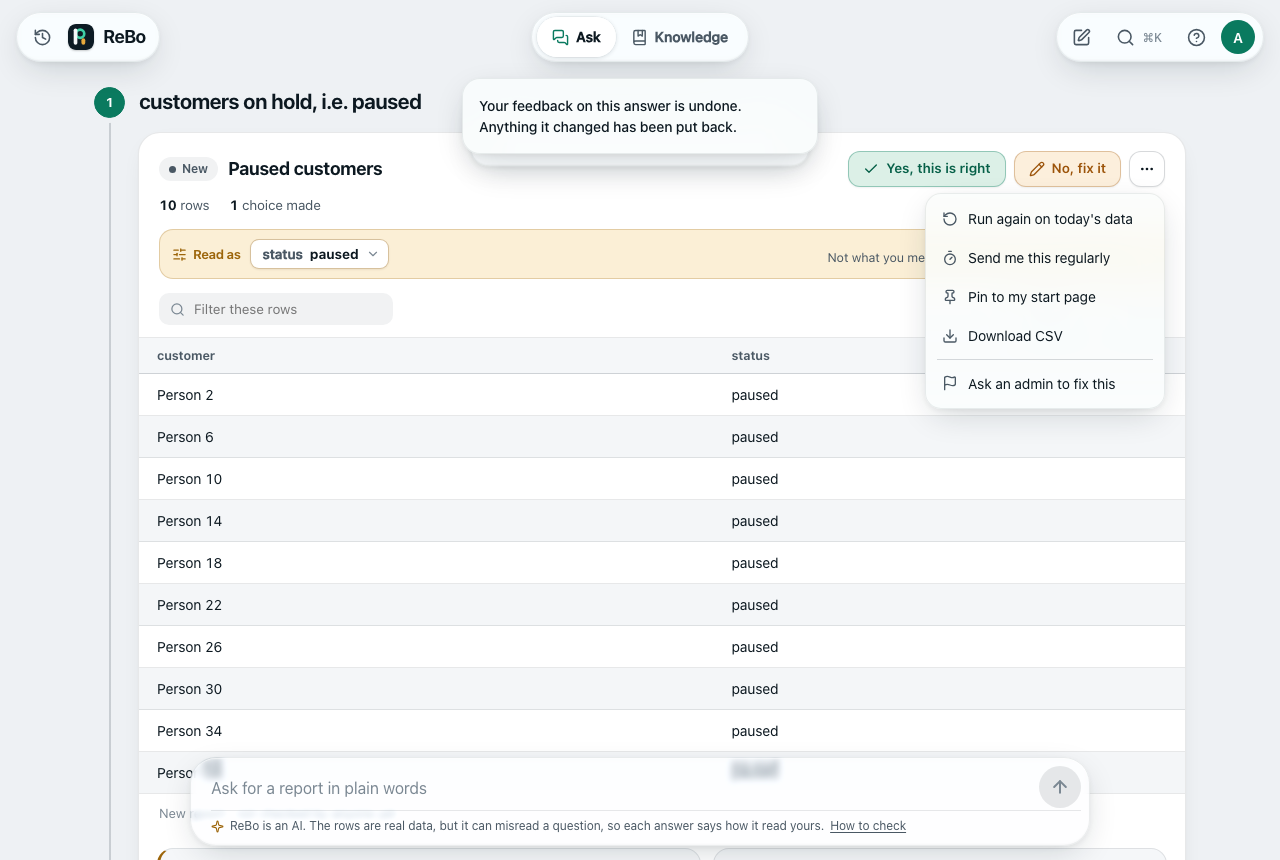 ReBo
Ask
Knowledge
⌘K
A
1
customers on hold, i.e. paused
Your feedback on this answer is undone.
Anything it changed has been put back.
New
Paused customers
Yes, this is right
No, fix it
10 rows
1 choice made
Read as
status paused
Not what you me
Run again on today's data
Send me this regularly
Pin to my start page
Download CSV
Ask an admin to fix this
Filter these rows
customer status
Person 2 paused
Person 6 paused
Person 10 paused
Person 14 paused
Person 18 paused
Person 22 paused
Person 26 paused
Person 30 paused
Person 34 paused
Perso
Ask for a report in plain words
New
ReBo is an AI. The rows are real data, but it can misread a question, so each answer says how it read yours. How to check